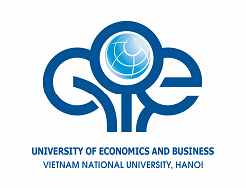 UNIVERSITY OF ECONOMICS AND BUSINESS
VIETNAM NATIONAL UNIVERSITY, HANOI